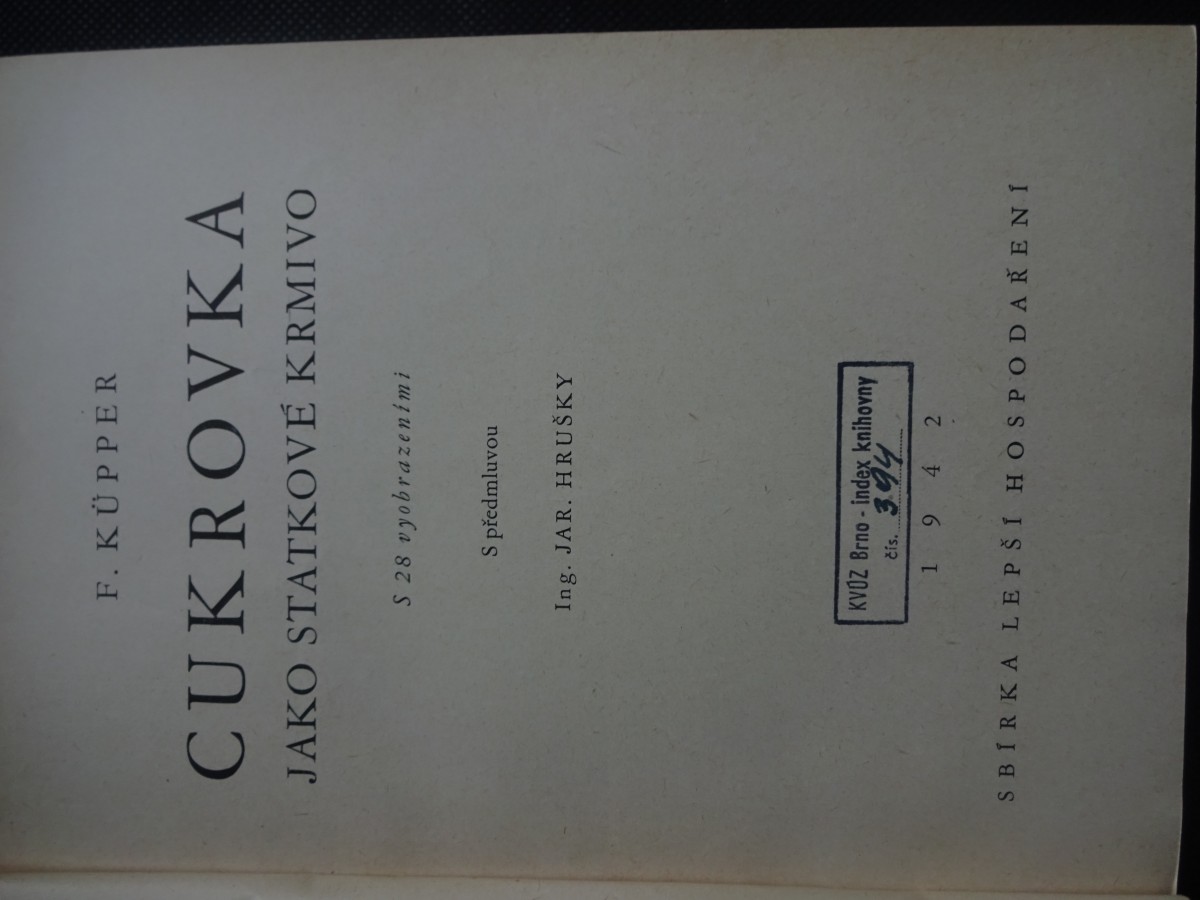 F. KÜPPER
CUKROVKA
JAKO STATKOVÉ KRMIVO
S 28 vyobrazeními
S předmluvou
Ing. JAR. HRUŠKY
KVÚZ Brno - index knihovny
čís. 394
1942
SBÍRKA LEPŠÍ HOSPODAŘENÍ